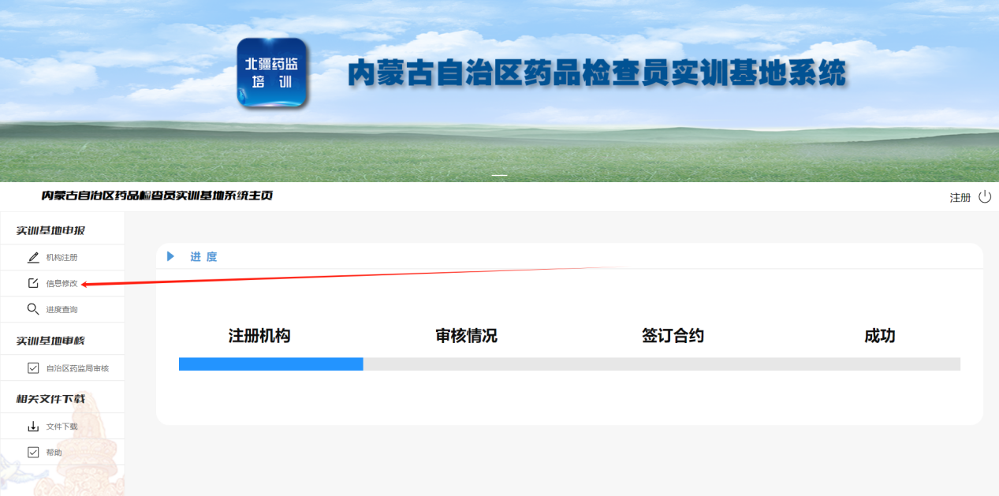 北疆药监
培 训
内蒙古自治区药品检查员实训基地系统
内蒙古自治区药品检查员实训基地系统主页
注册
实训基地申报
机构注册
信息修改
进度查询
实训基地审核
自治区药监局审核
相关文件下载
文件下载
帮助
进 度
注册机构
审核情况
签订合约
成功